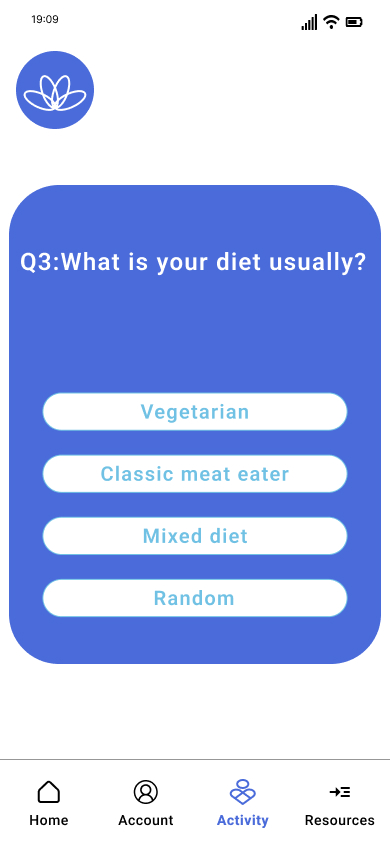 19:09
Q3:What is your diet usually?
Vegetarian
Classic meat eater
Mixed diet
Random
Home
Account
Activity
Resources